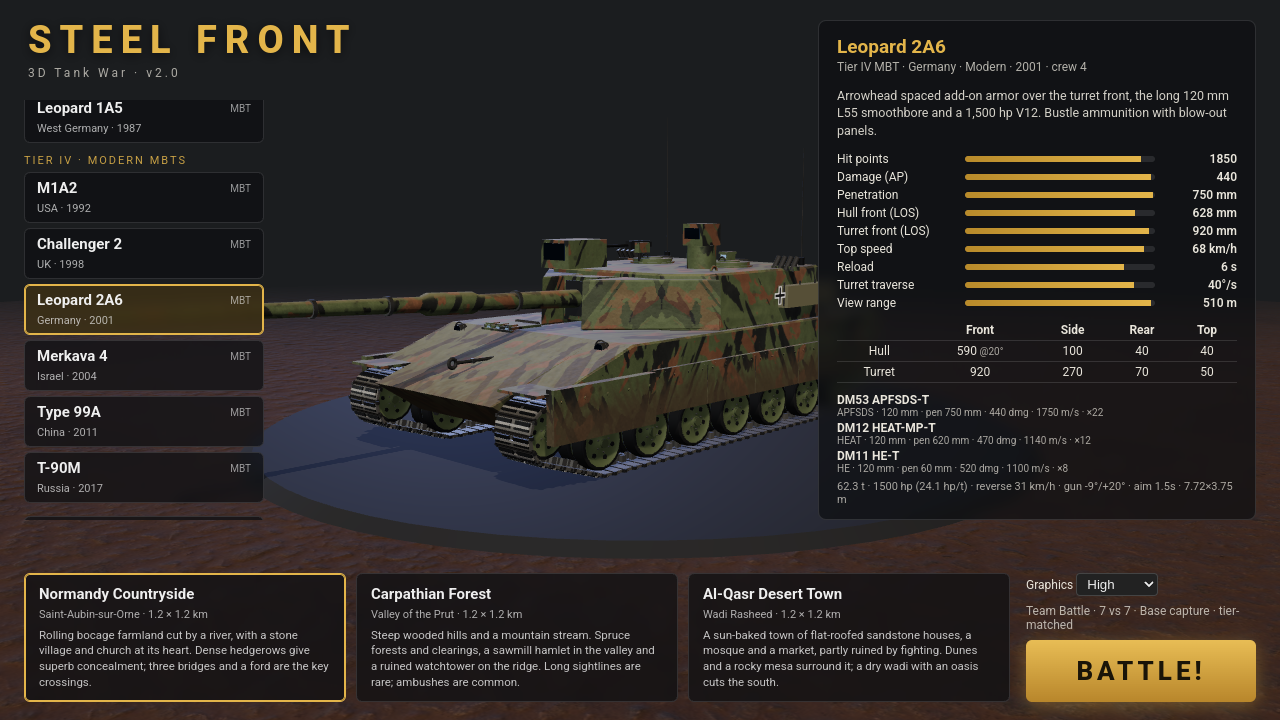 STEEL FRONT
3D Tank War · v2.0
Leopard 1A5 MBT
West Germany · 1987
TIER IV · MODERN MBTS
M1A2 MBT
USA · 1992
Challenger 2 MBT
UK · 1998
Leopard 2A6 MBT
Germany · 2001
Merkava 4 MBT
Israel · 2004
Type 99A MBT
China · 2011
T-90M MBT
Russia · 2017
Leopard 2A6
Tier IV MBT · Germany · Modern · 2001 · crew 4
Arrowhead spaced add-on armor over the turret front, the long 120 mm
L55 smoothbore and a 1,500 hp V12. Bustle ammunition with blow-out
panels.
Hit points 1850
Damage (AP) 440
Penetration 750 mm
Hull front (LOS) 628 mm
Turret front (LOS) 920 mm
Top speed 68 km/h
Reload 6 s
Turret traverse 40°/s
View range 510 m
Front Side Rear Top
Hull 590 @20° 100 40 40
Turret 920 270 70 50
DM53 APFSDS-T
APFSDS · 120 mm · pen 750 mm · 440 dmg · 1750 m/s · ×22
DM12 HEAT-MP-T
HEAT · 120 mm · pen 620 mm · 470 dmg · 1140 m/s · ×12
DM11 HE-T
HE · 120 mm · pen 60 mm · 520 dmg · 1100 m/s · ×8
62.3 t · 1500 hp (24.1 hp/t) · reverse 31 km/h · gun -9°/+20° · aim 1.5s · 7.72×3.75
m
Normandy Countryside
Saint-Aubin-sur-Orne · 1.2 × 1.2 km
Rolling bocage farmland cut by a river, with a stone
village and church at its heart. Dense hedgerows give
superb concealment; three bridges and a ford are the key
crossings.
Carpathian Forest
Valley of the Prut · 1.2 × 1.2 km
Steep wooded hills and a mountain stream. Spruce
forests and clearings, a sawmill hamlet in the valley and
a ruined watchtower on the ridge. Long sightlines are
rare; ambushes are common.
Al-Qasr Desert Town
Wadi Rasheed · 1.2 × 1.2 km
A sun-baked town of flat-roofed sandstone houses, a
mosque and a market, partly ruined by fighting. Dunes
and a rocky mesa surround it; a dry wadi with an oasis
cuts the south.
Graphics High
Team Battle · 7 vs 7 · Base capture · tier-
matched
BATTLE!